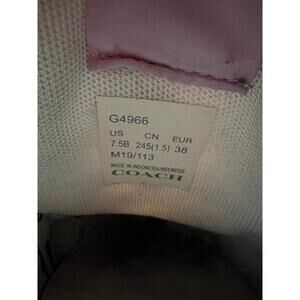 G4966
US CN EUR
7.5B 245(1.5) 38
M19/113
MADE IN INDONESIA/INDONESIE
COACH